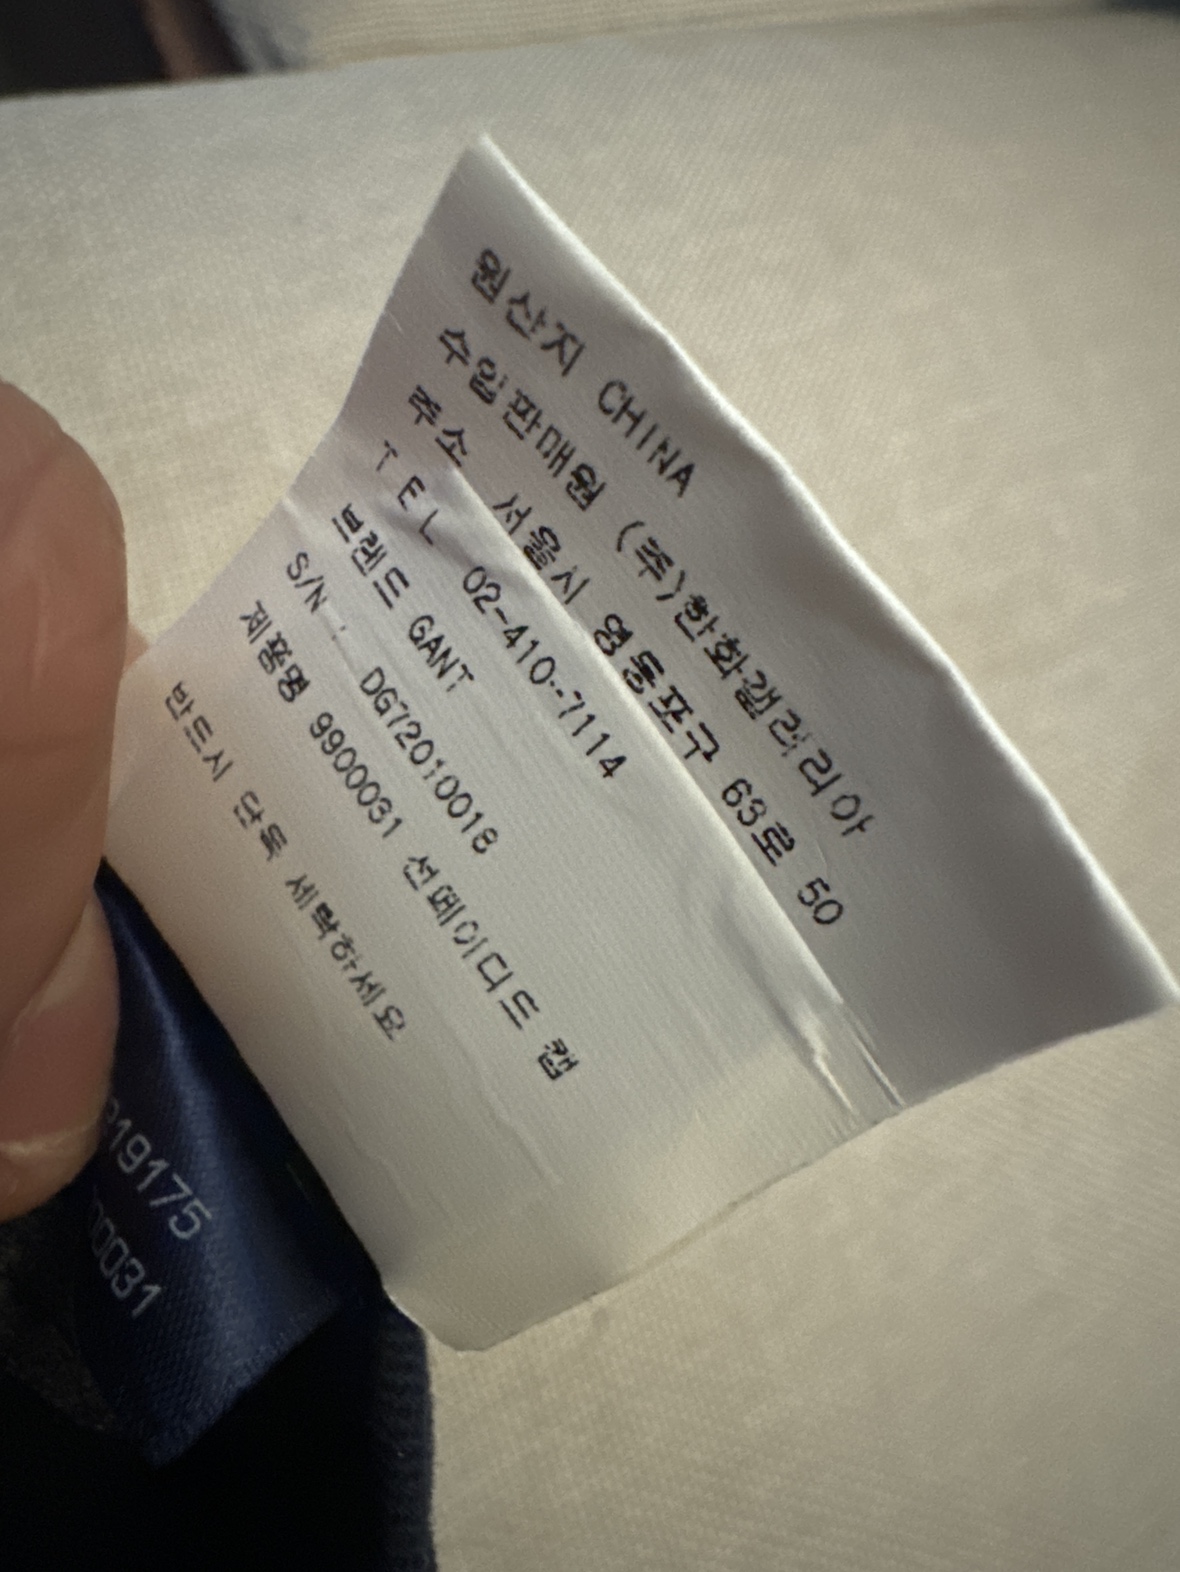 원산지 CHINA
수입판매원 (주)한화갤러리아
주소 서울시 영등포구 63로 50
TEL 02-410-7114
브랜드 GANT
S/N : DG72010018
제품명 9900031 선페이디드 캡
반드시 단독 세탁하세요
919175
00031